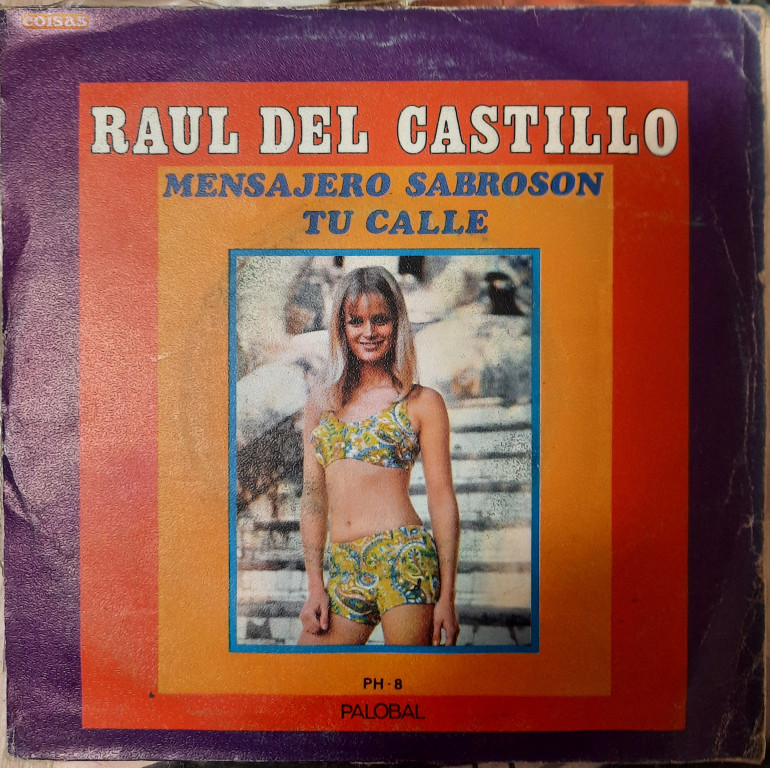 coisas
RAUL DEL CASTILLO
MENSAJERO SABROSON
TU CALLE
PH-8
PALOBAL